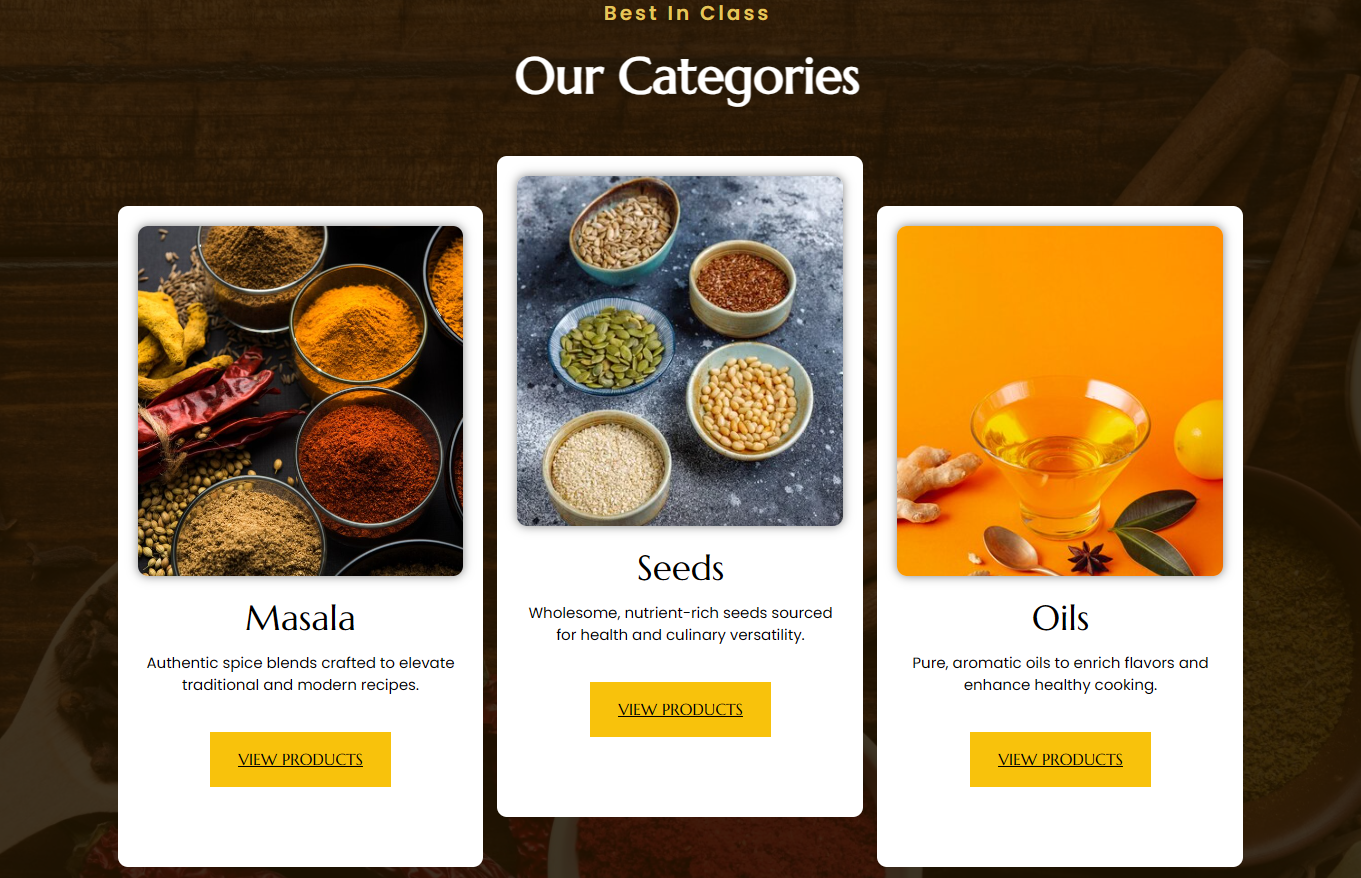 Best In Class
Our Categories
Masala
Authentic spice blends crafted to elevate
traditional and modern recipes.
VIEW PRODUCTS
Seeds
Wholesome, nutrient-rich seeds sourced
for health and culinary versatility.
VIEW PRODUCTS
Oils
Pure, aromatic oils to enrich flavors and
enhance healthy cooking.
VIEW PRODUCTS